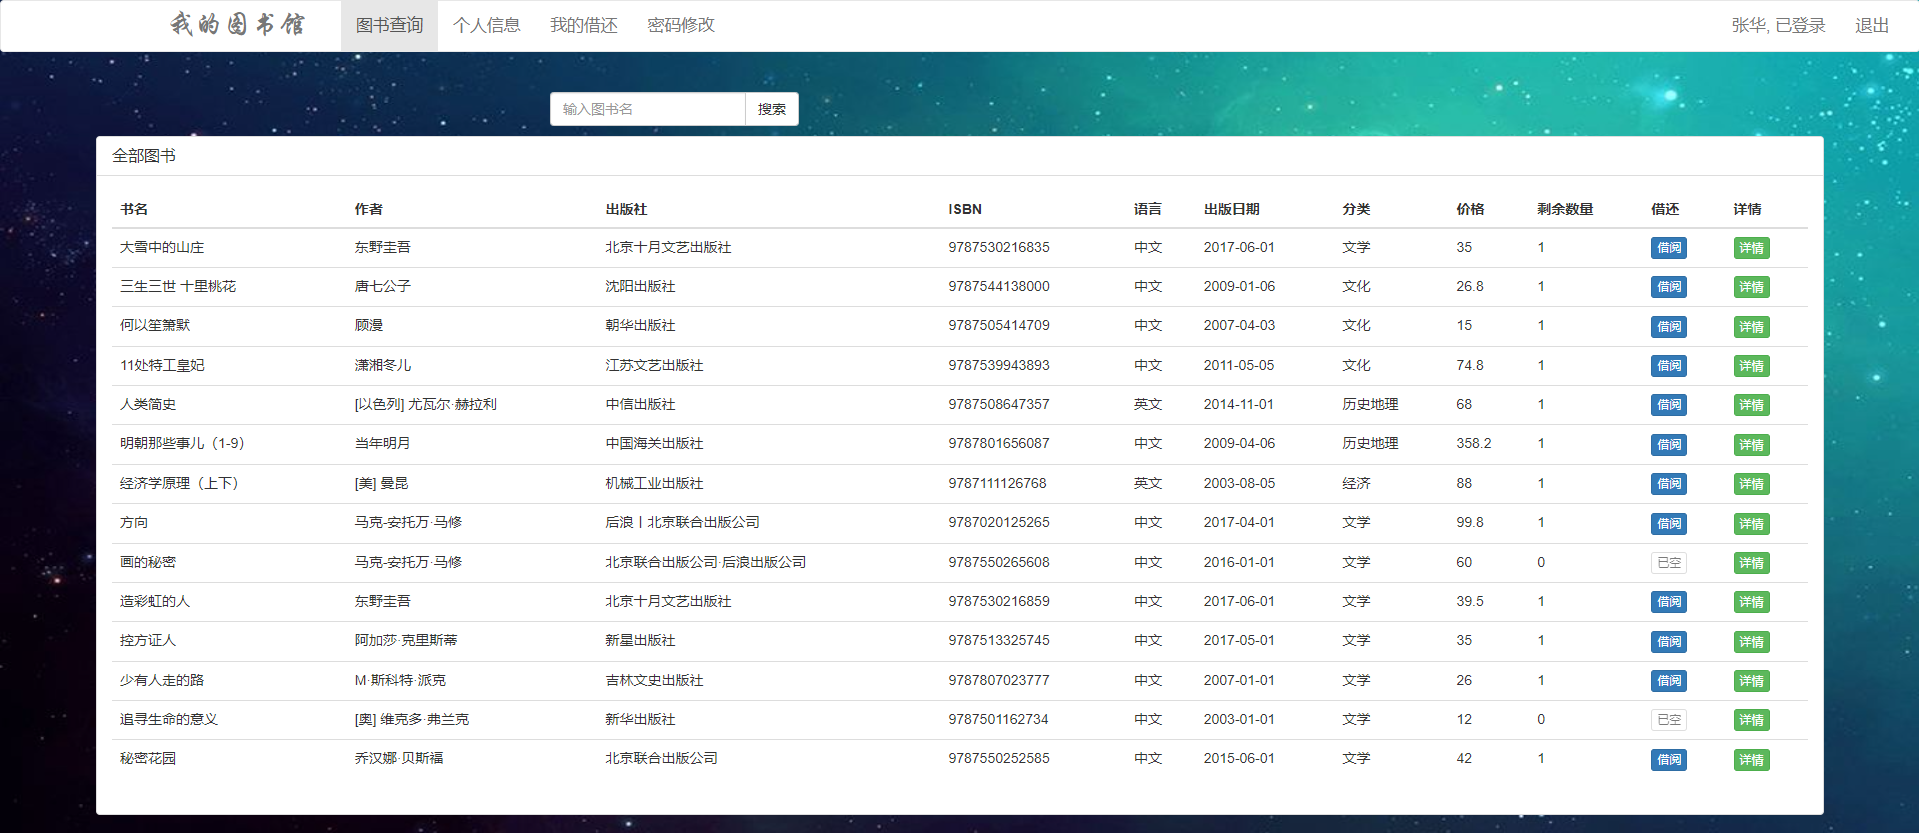 我的图书馆 图书查询 个人信息 我的借还 密码修改 张华, 已登录 退出
输入图书名 搜索
全部图书
书名 作者 出版社 ISBN 语言 出版日期 分类 价格 剩余数量 借还 详情
大雪中的山庄 东野圭吾 北京十月文艺出版社 9787530216835 中文 2017-06-01 文学 35 1 借阅 详情
三生三世 十里桃花 唐七公子 沈阳出版社 9787544138000 中文 2009-01-06 文化 26.8 1 借阅 详情
何以笙箫默 顾漫 朝华出版社 9787505414709 中文 2007-04-03 文化 15 1 借阅 详情
11处特工皇妃 潇湘冬儿 江苏文艺出版社 9787539943893 中文 2011-05-05 文化 74.8 1 借阅 详情
人类简史 [以色列] 尤瓦尔·赫拉利 中信出版社 9787508647357 英文 2014-11-01 历史地理 68 1 借阅 详情
明朝那些事儿（1-9） 当年明月 中国海关出版社 9787801656087 中文 2009-04-06 历史地理 358.2 1 借阅 详情
经济学原理（上下） [美] 曼昆 机械工业出版社 9787111126768 英文 2003-08-05 经济 88 1 借阅 详情
方向 马克-安托万·马修 后浪丨北京联合出版公司 9787020125265 中文 2017-04-01 文学 99.8 1 借阅 详情
画的秘密 马克-安托万·马修 北京联合出版公司·后浪出版公司 9787550265608 中文 2016-01-01 文学 60 0 已空 详情
造彩虹的人 东野圭吾 北京十月文艺出版社 9787530216859 中文 2017-06-01 文学 39.5 1 借阅 详情
控方证人 阿加莎·克里斯蒂 新星出版社 9787513325745 中文 2017-05-01 文学 35 1 借阅 详情
少有人走的路 M·斯科特·派克 吉林文史出版社 9787807023777 中文 2007-01-01 文学 26 1 借阅 详情
追寻生命的意义 [奥] 维克多·弗兰克 新华出版社 9787501162734 中文 2003-01-01 文学 12 0 已空 详情
秘密花园 乔汉娜·贝斯福 北京联合出版公司 9787550252585 中文 2015-06-01 文学 42 1 借阅 详情